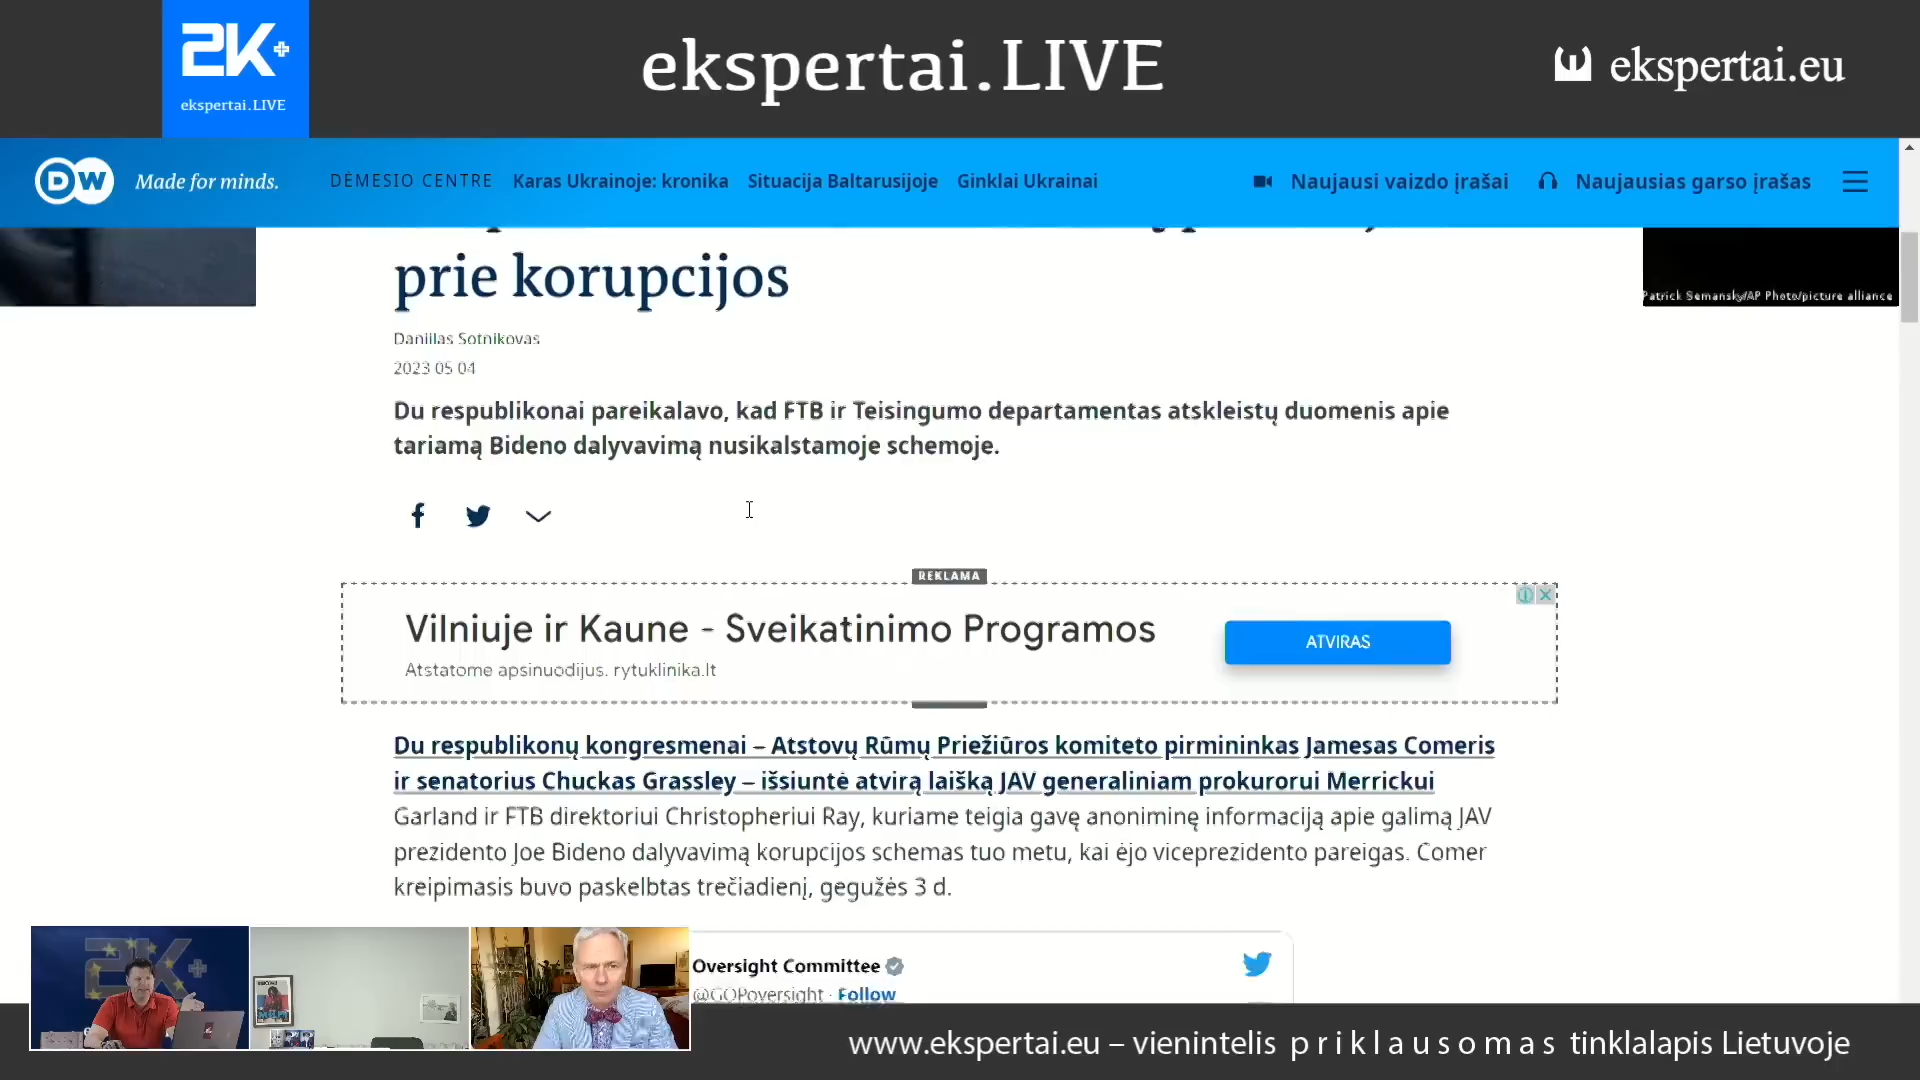 2K+
ekspertai.LIVE
ekspertai.LIVE
ekspertai.eu
DW Made for minds.
DĖMESIO CENTRE Karas Ukrainoje: kronika Situacija Baltarusijoje Ginklai Ukrainai
Naujausi vaizdo įrašai Naujausias garso įrašas
prie korupcijos
Patrick Semansky/AP Photo/picture alliance
Daniilas Sotnikovas
2023 05 04
Du respublikonai pareikalavo, kad FTB ir Teisingumo departamentas atskleistų duomenis apie
tariamą Bideno dalyvavimą nusikalstamoje schemoje.
REKLAMA
Vilniuje ir Kaune - Sveikatinimo Programos
Atstatome apsinuodijus. rytuklinika.lt
ATVIRAS
Du respublikonų kongresmenai – Atstovų Rūmų Priežiūros komiteto pirmininkas Jamesas Comeris
ir senatorius Chuckas Grassley – išsiuntė atvirą laišką JAV generaliniam prokurorui Merrickui
Garland ir FTB direktoriui Christopheriui Ray, kuriame teigia gavę anoniminę informaciją apie galimą JAV
prezidento Joe Bideno dalyvavimą korupcijos schemas tuo metu, kai ėjo viceprezidento pareigas. Comer
kreipimasis buvo paskelbtas trečiadienį, gegužės 3 d.
Oversight Committee
@GOPoversight · Follow
2K+
www.ekspertai.eu – vienintelis priklausomas tinklalapis Lietuvoje